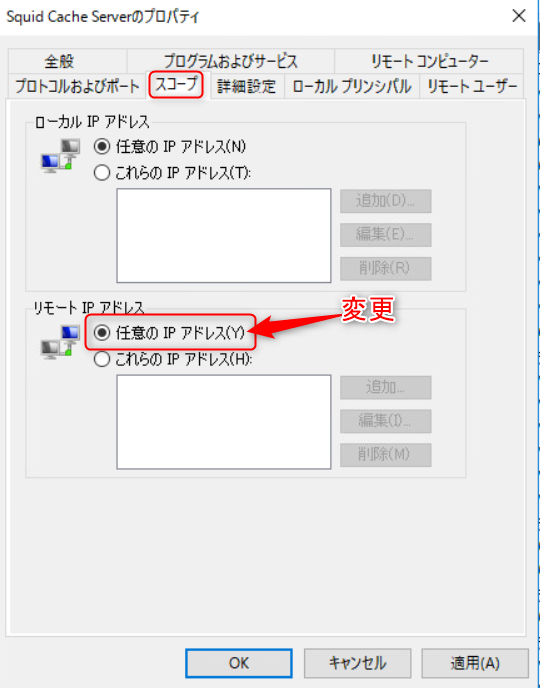 Squid Cache Serverのプロパティ
全般 プログラムおよびサービス リモート コンピューター
プロトコルおよびポート スコープ 詳細設定 ローカル プリンシパル リモート ユーザー
ローカル IP アドレス
任意の IP アドレス(N)
これらの IP アドレス(T):
追加(D)...
編集(E)...
削除(R)
リモート IP アドレス
変更
任意の IP アドレス(Y)
これらの IP アドレス(H):
追加...
編集(I)...
削除(M)
OK キャンセル 適用(A)